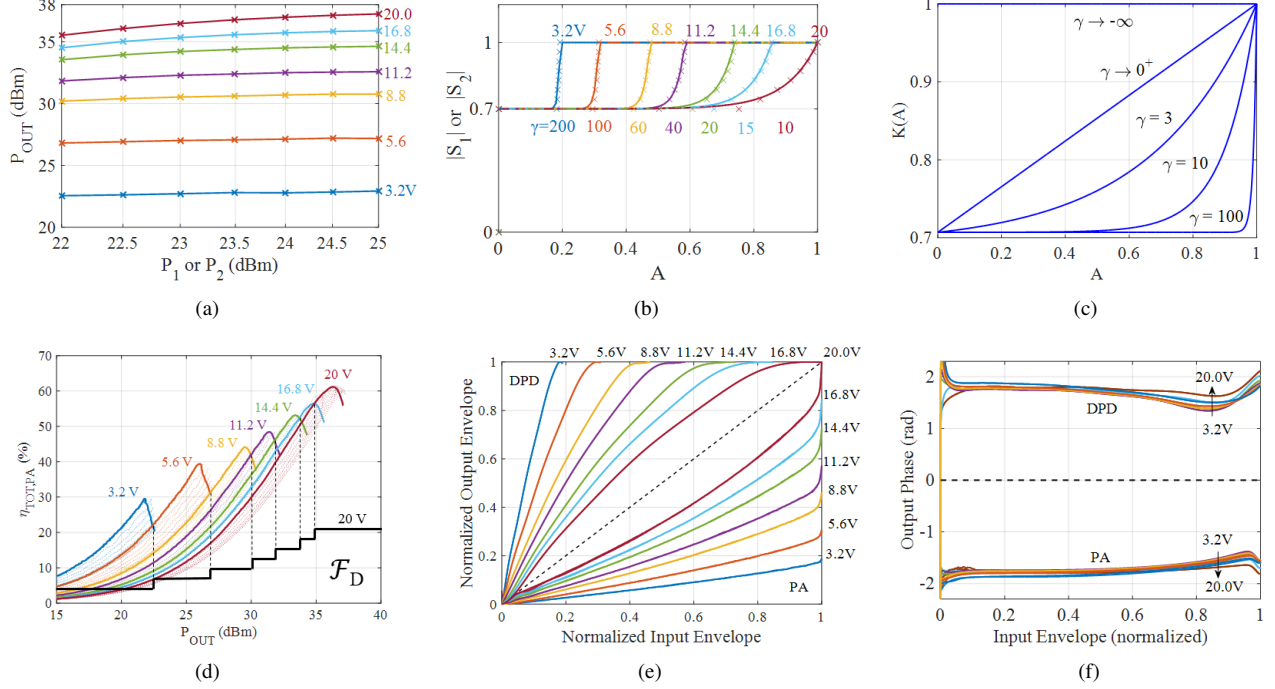 38
35
32
29
26
23
20
P_OUT (dBm)
20.0
16.8
14.4
11.2
8.8
5.6
3.2V
22 22.5 23 23.5 24 24.5 25
P_1 or P_2 (dBm)
(a)
|S_1| or |S_2|
1
0.7
0
3.2V 5.6 8.8 11.2 14.4 16.8 20
γ=200 100 60 40 20 15 10
0 0.2 0.4 0.6 0.8 1
A
(b)
K(A)
1
0.9
0.8
0.7
γ → -∞
γ → 0⁺
γ = 3
γ = 10
γ = 100
0 0.2 0.4 0.6 0.8 1
A
(c)
η_TOT,PA (%)
70
60
50
40
30
20
10
0
20 V
16.8 V
14.4 V
11.2 V
8.8 V
5.6 V
3.2 V
20 V
ℱ_D
15 20 25 30 35 40
P_OUT (dBm)
(d)
3.2V 5.6V 8.8V 11.2V 14.4V 16.8V 20.0V
Normalized Output Envelope
1
0.8
0.6
0.4
0.2
0
DPD
16.8V
14.4V
11.2V
8.8V
5.6V
3.2V
PA
0 0.2 0.4 0.6 0.8 1
Normalized Input Envelope
(e)
Output Phase (rad)
2
1
0
-1
-2
20.0V
DPD
3.2V
3.2V
PA
20.0V
0 0.2 0.4 0.6 0.8 1
Input Envelope (normalized)
(f)